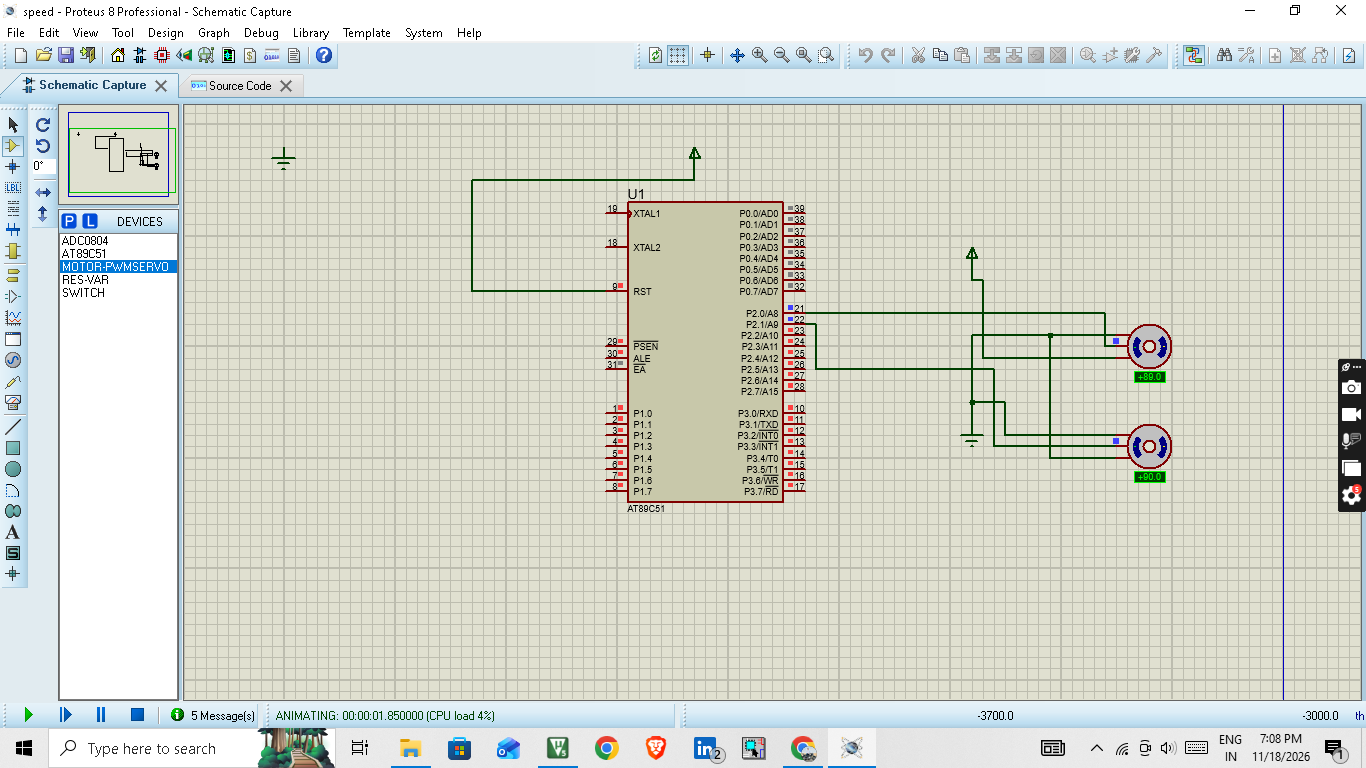 speed - Proteus 8 Professional - Schematic Capture
File Edit View Tool Design Graph Debug Library Template System Help
Schematic Capture
Source Code
0°
LBL
P L DEVICES
ADC0804
AT89C51
MOTOR-PWMSERVO
RES-VAR
SWITCH
A
S
U1
19 XTAL1
18 XTAL2
9 RST
29 PSEN
30 ALE
31 EA
1 P1.0
2 P1.1
3 P1.2
4 P1.3
5 P1.4
6 P1.5
7 P1.6
8 P1.7
P0.0/AD0 39
P0.1/AD1 38
P0.2/AD2 37
P0.3/AD3 36
P0.4/AD4 35
P0.5/AD5 34
P0.6/AD6 33
P0.7/AD7 32
P2.0/A8 21
P2.1/A9 22
P2.2/A10 23
P2.3/A11 24
P2.4/A12 25
P2.5/A13 26
P2.6/A14 27
P2.7/A15 28
P3.0/RXD 10
P3.1/TXD 11
P3.2/INT0 12
P3.3/INT1 13
P3.4/T0 14
P3.5/T1 15
P3.6/WR 16
P3.7/RD 17
AT89C51
+89.0
+90.0
5 Message(s)
ANIMATING: 00:00:01.850000 (CPU load 4%)
-3700.0
-3000.0
th
Type here to search
in 2
ENG
IN
7:08 PM
11/18/2026
1